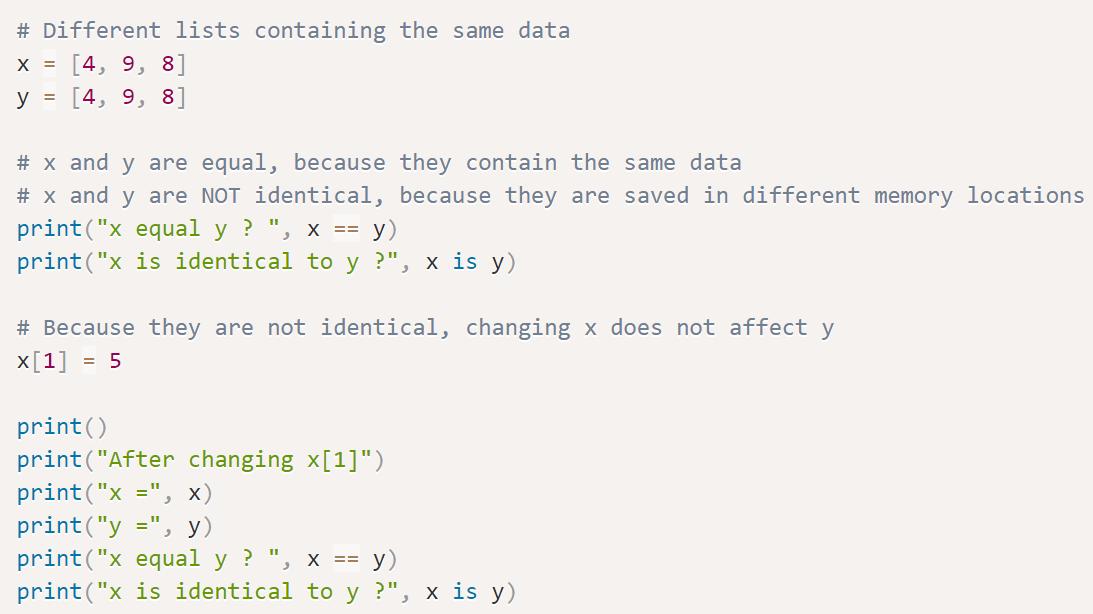 # Different lists containing the same data
x = [4, 9, 8]
y = [4, 9, 8]

# x and y are equal, because they contain the same data
# x and y are NOT identical, because they are saved in different memory locations
print("x equal y ? ", x == y)
print("x is identical to y ?", x is y)

# Because they are not identical, changing x does not affect y
x[1] = 5

print()
print("After changing x[1]")
print("x =", x)
print("y =", y)
print("x equal y ? ", x == y)
print("x is identical to y ?", x is y)